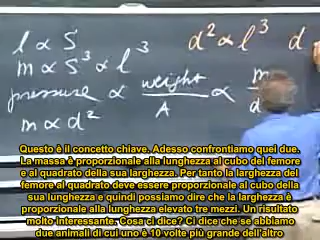 l ∝ S
d² ∝ l³ d
m ∝ S³ ∝ l³
pressure ∝ weight/A ∝ m/d
m ∝ d²
Questo è il concetto chiave. Adesso confrontiamo quei due.
La massa è proporzionale alla lunghezza al cubo del femore
e al quadrato della sua larghezza. Per tanto la larghezza del
femore al quadrato deve essere proporzionale al cubo della
sua lunghezza e quindi possiamo dire che la larghezza è
proporzionale alla lunghezza elevato tre mezzi. Un risultato
molto interessante. Cosa ci dice? Ci dice che se abbiamo
due animali di cui uno è 10 volte più grande dell'altro